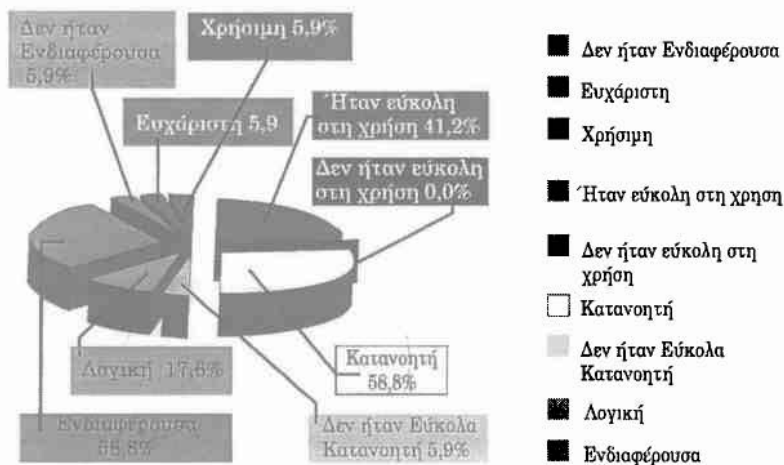 Δεν ήταν
Ενδιαφέρουσα
5,9%
Χρήσιμη 5,9%
Ευχάριστη 5,9
Ήταν εύκολη
στη χρήση 41,2%
Δεν ήταν εύκολη
στη χρήση 0,0%
Λογική 17,6%
Κατανοητή
58,8%
Ενδιαφέρουσα
58,8%
Δεν ήταν Εύκολα
Κατανοητή 5,9%
Δεν ήταν Ενδιαφέρουσα
Ευχάριστη
Χρήσιμη
Ήταν εύκολη στη χρηση
Δεν ήταν εύκολη στη
χρήση
Κατανοητή
Δεν ήταν Εύκολα
Κατανοητή
Λογική
Ενδιαφέρουσα